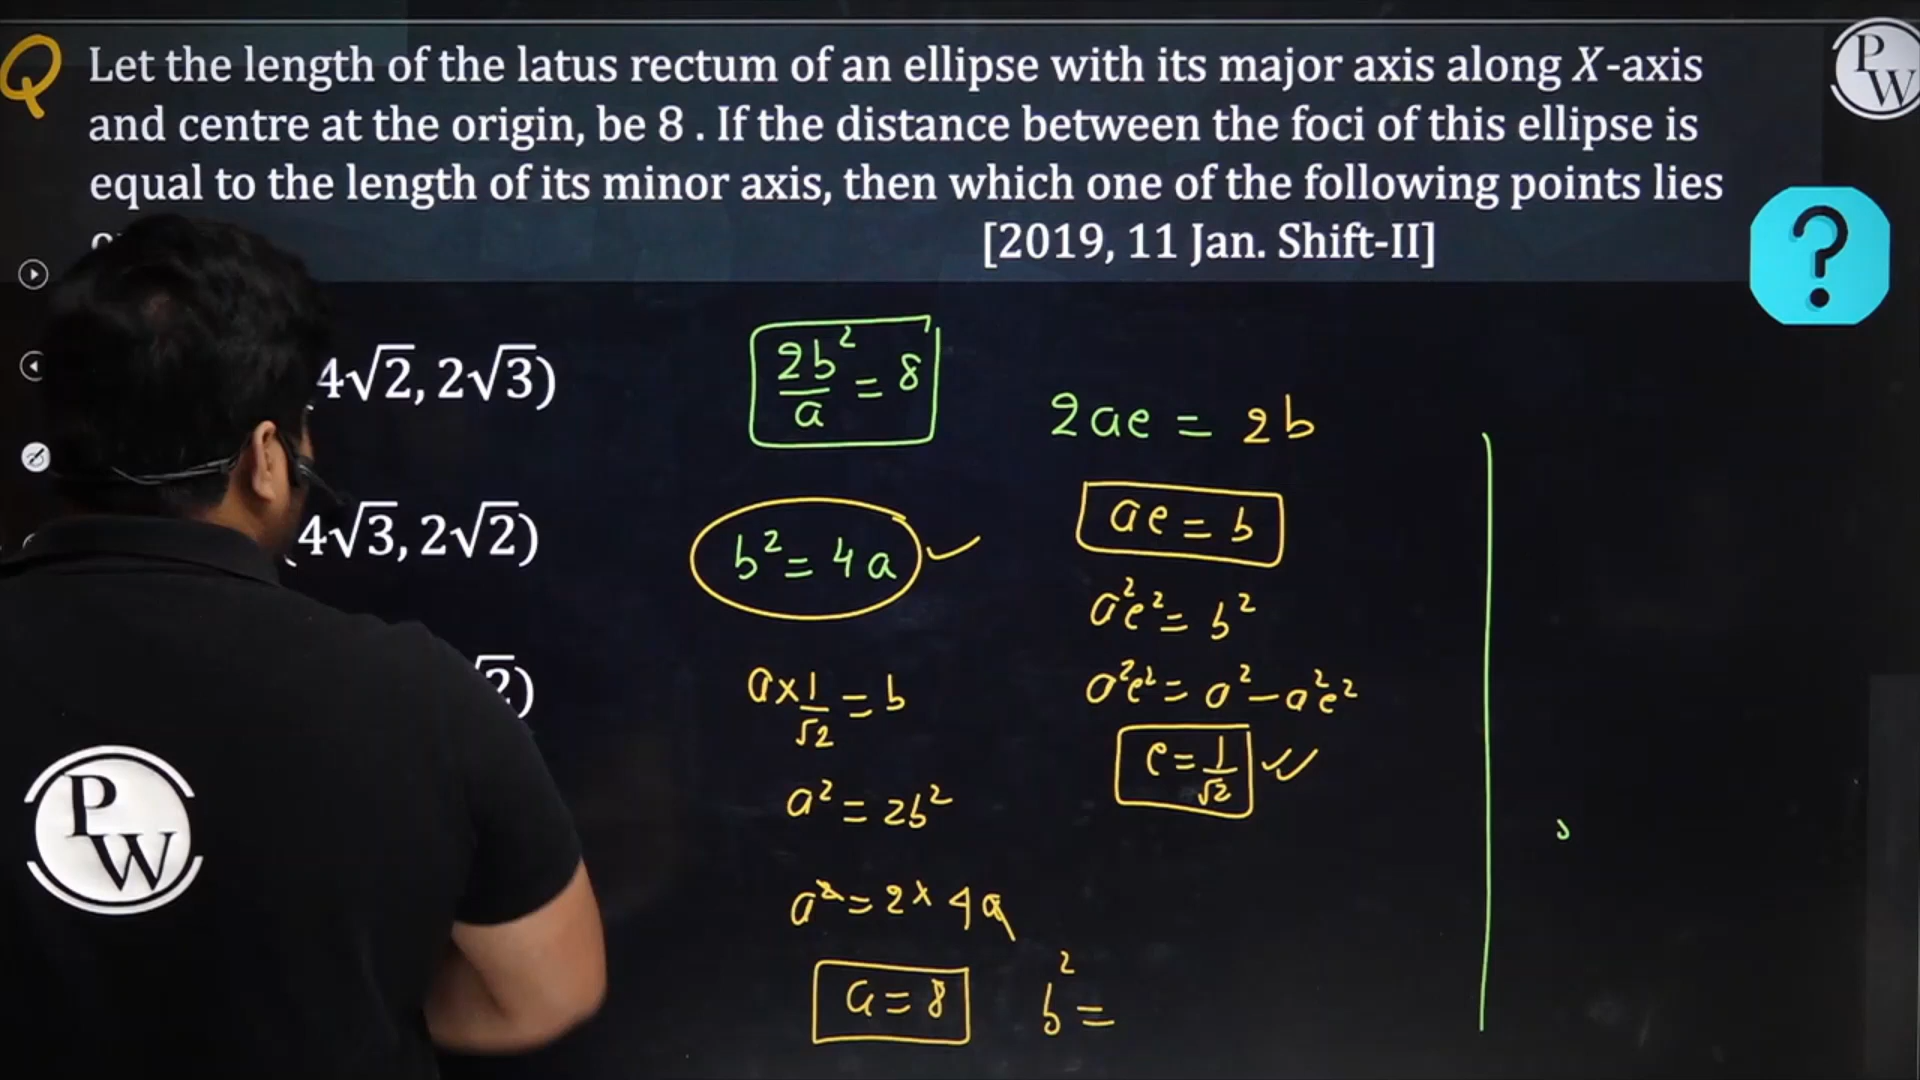 Q Let the length of the latus rectum of an ellipse with its major axis along X-axis
and centre at the origin, be 8 . If the distance between the foci of this ellipse is
equal to the length of its minor axis, then which one of the following points lies
[2019, 11 Jan. Shift-II]
PW
?
4√2, 2√3)
(4√3, 2√2)
√2)
2b²/a = 8
b² = 4a
a × 1/√2 = b
a² = 2b²
a² = 2 × 4a
a = 8
b² =
2ae = 2b
ae = b
a²e² = b²
a²e² = a² - a²e²
e = 1/√2
PW